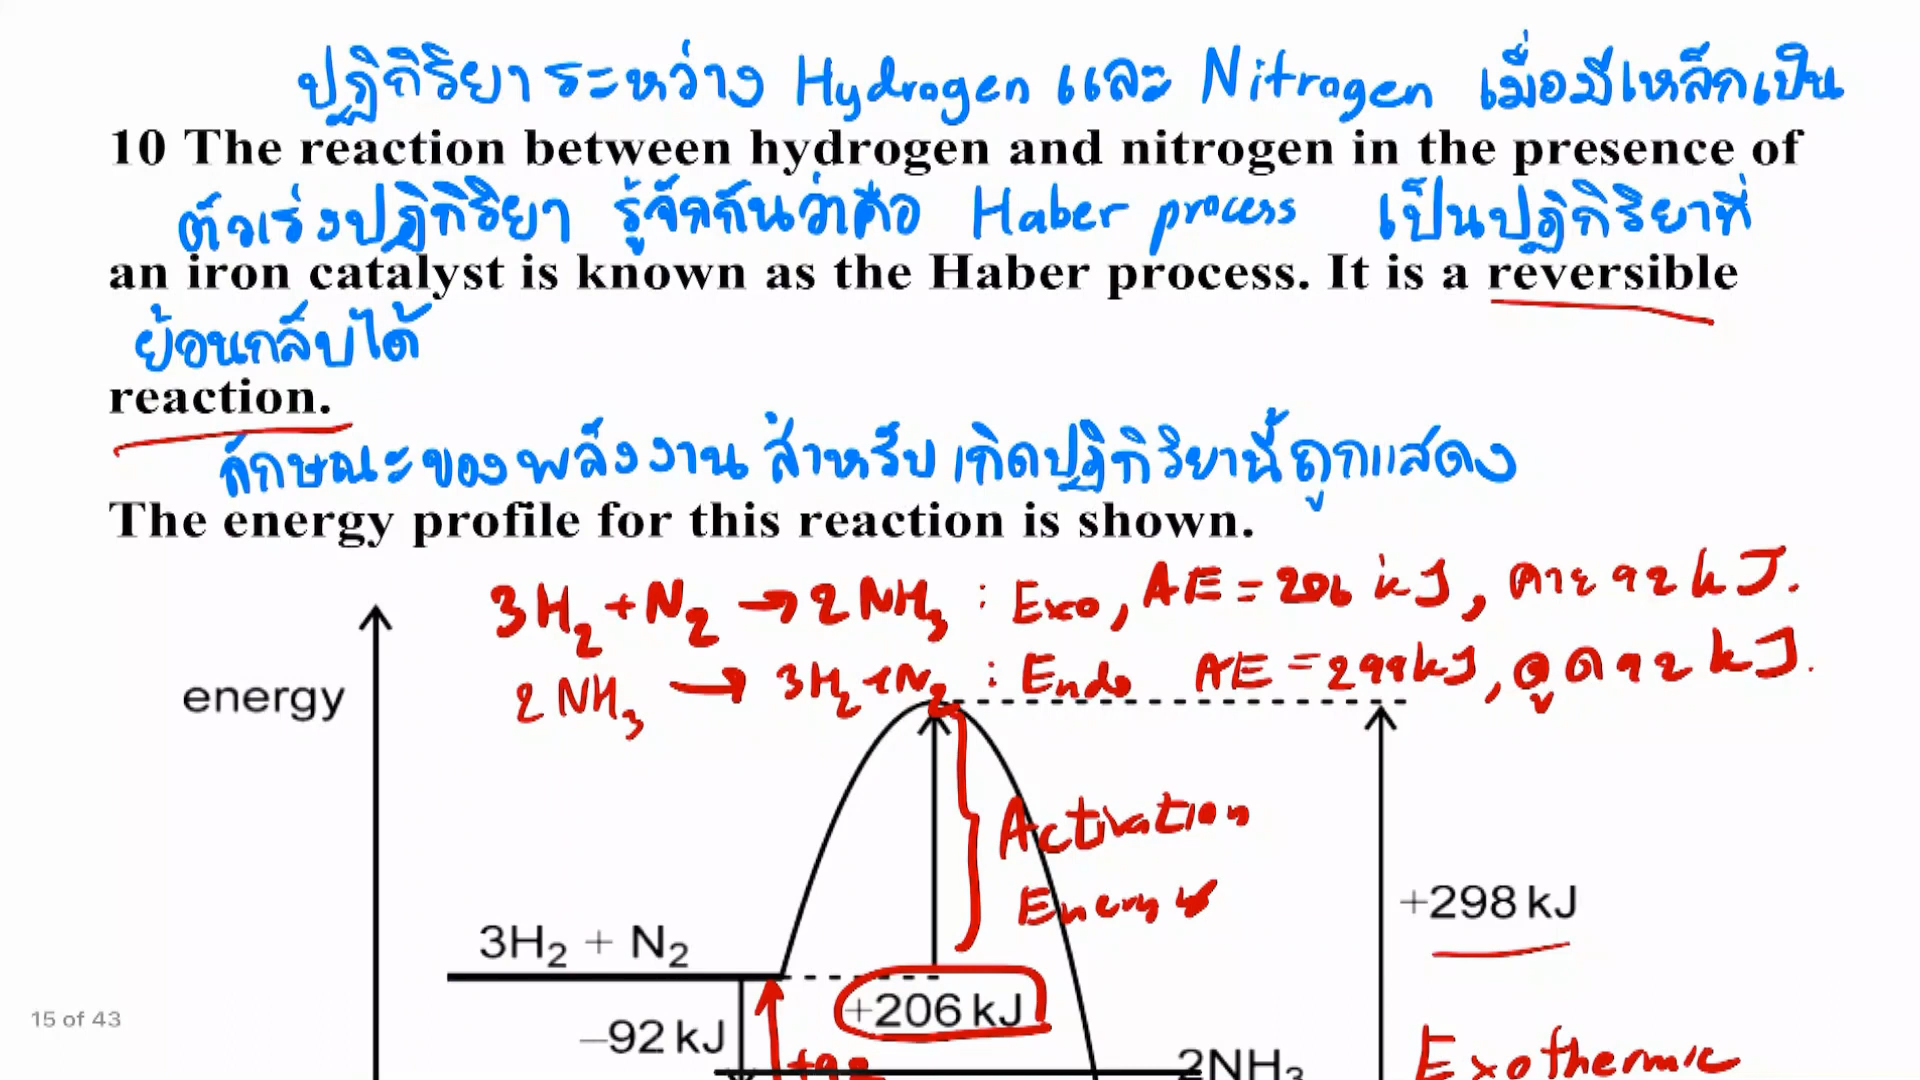 ปฏิกิริยาระหว่าง Hydrogen และ Nitrogen เมื่อมีเหล็กเป็น
10 The reaction between hydrogen and nitrogen in the presence of
ตัวเร่งปฏิกิริยา รู้จักกันว่าคือ Haber process เป็นปฏิกิริยาที่
an iron catalyst is known as the Haber process. It is a reversible
ย้อนกลับได้
reaction.
ลักษณะของพลังงาน สำหรับ เกิดปฏิกิริยานี้ถูกแสดง
The energy profile for this reaction is shown.
3H₂ + N₂ → 2NH₃ : Exo, AE = 206 kJ, คาย 92 kJ.
2NH₃ → 3H₂ + N₂ : Endo AE = 298 kJ, ดูด 92 kJ.
energy
Activation
Energy
+298 kJ
3H₂ + N₂
+206 kJ
15 of 43
–92 kJ
+92
2NH₃
Exothermic